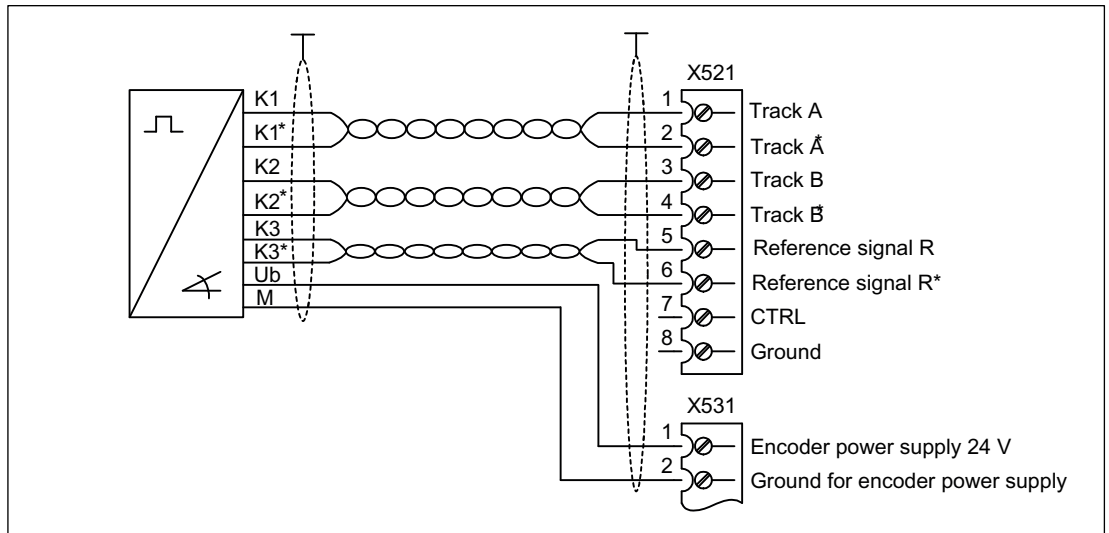 X521
K1
1
Track A
K1*
2
Track A*
K2
3
Track B
K2*
4
Track B*
K3
5
Reference signal R
K3*
6
Reference signal R*
Ub
M
7
CTRL
8
Ground
X531
1
Encoder power supply 24 V
2
Ground for encoder power supply